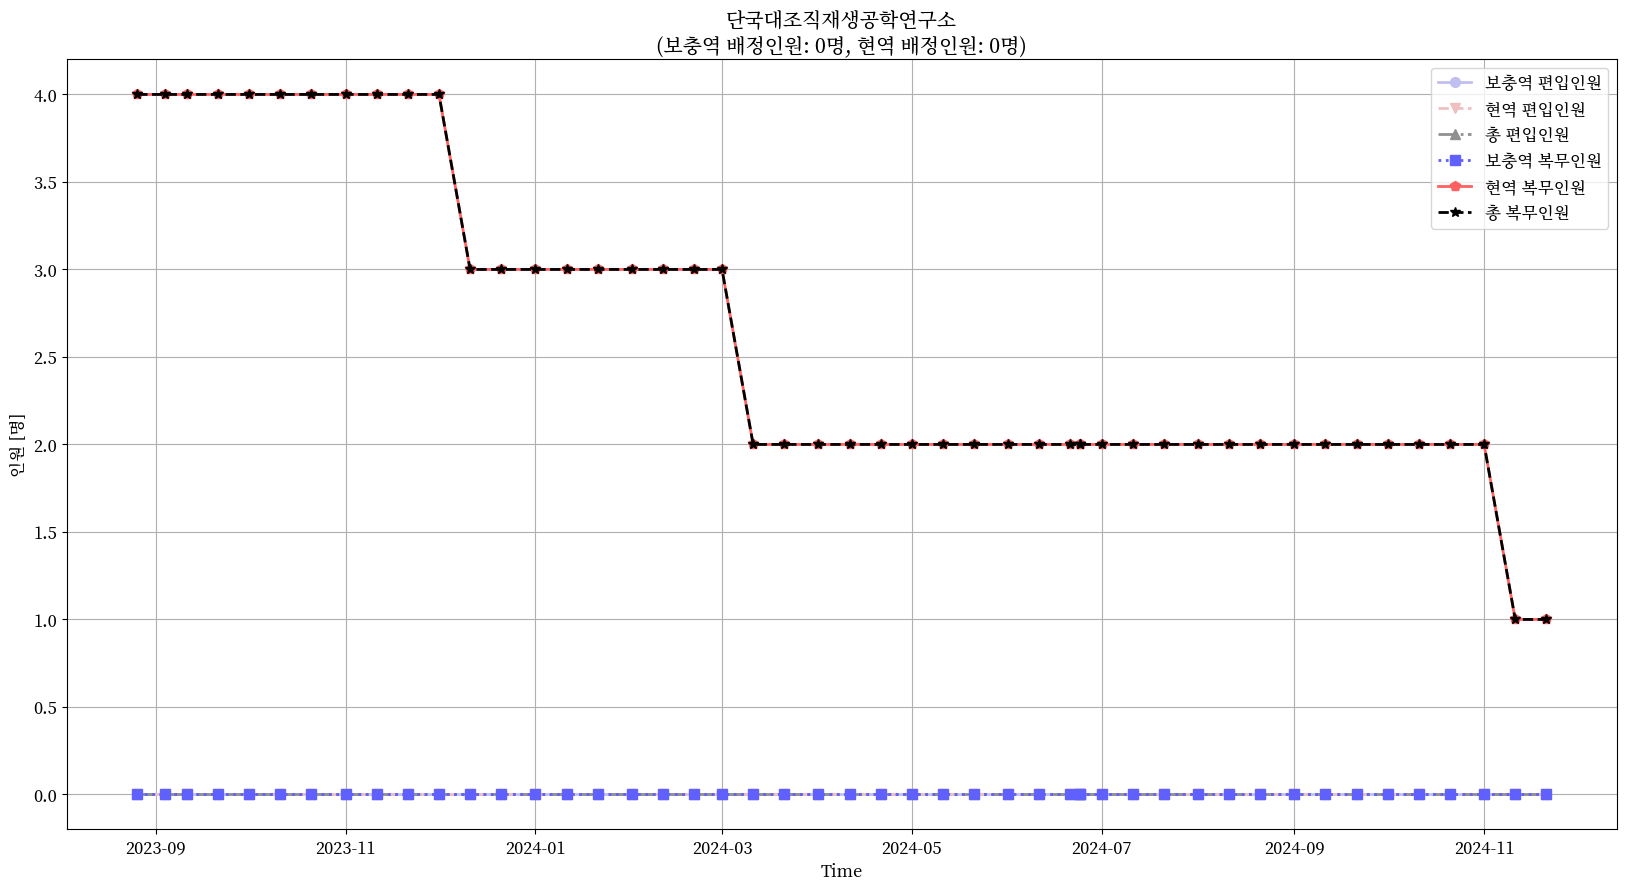 단국대조직재생공학연구소
(보충역 배정인원: 0명, 현역 배정인원: 0명)
보충역 편입인원
현역 편입인원
총 편입인원
보충역 복무인원
현역 복무인원
총 복무인원
인원 [명]
4.0
3.5
3.0
2.5
2.0
1.5
1.0
0.5
0.0
2023-09
2023-11
2024-01
2024-03
2024-05
2024-07
2024-09
2024-11
Time